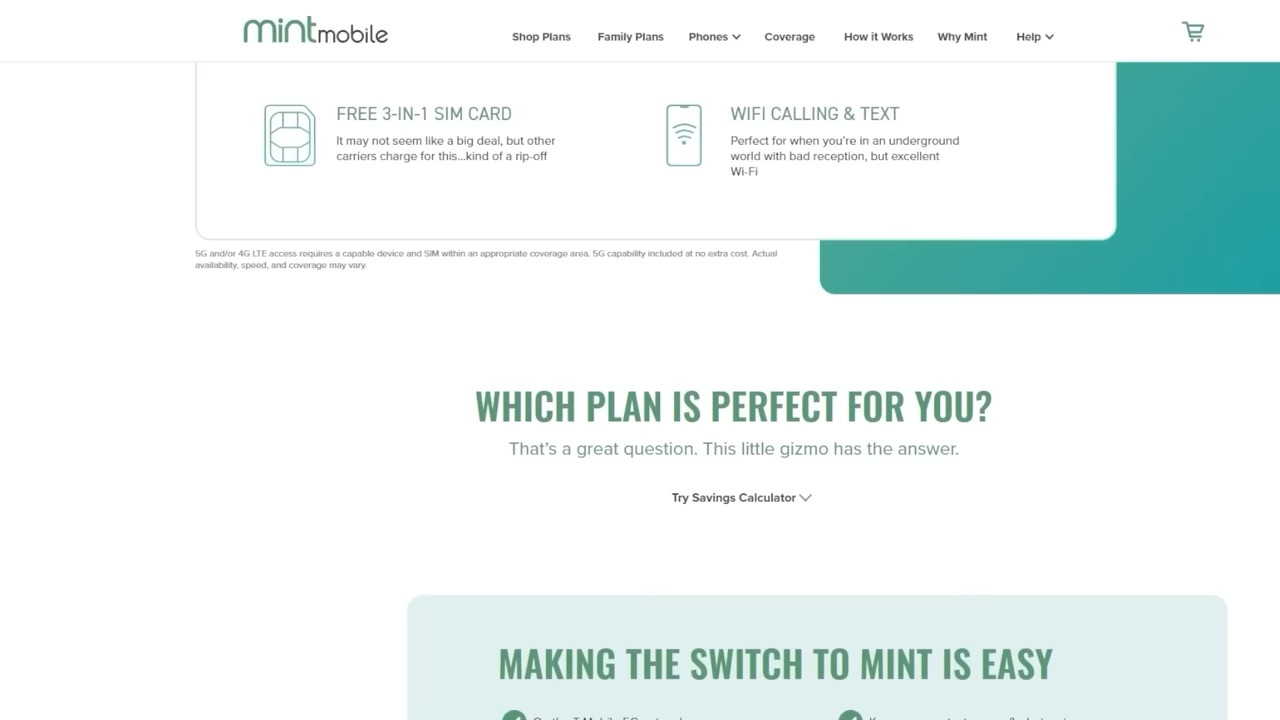 mintmobile
Shop Plans
Family Plans
Phones
Coverage
How it Works
Why Mint
Help
FREE 3-IN-1 SIM CARD
It may not seem like a big deal, but other
carriers charge for this...kind of a rip-off
WIFI CALLING & TEXT
Perfect for when you're in an underground
world with bad reception, but excellent
Wi-Fi
5G and/or 4G LTE access requires a capable device and SIM within an appropriate coverage area. 5G capability included at no extra cost. Actual
availability, speed, and coverage may vary.
WHICH PLAN IS PERFECT FOR YOU?
That's a great question. This little gizmo has the answer.
Try Savings Calculator
MAKING THE SWITCH TO MINT IS EASY